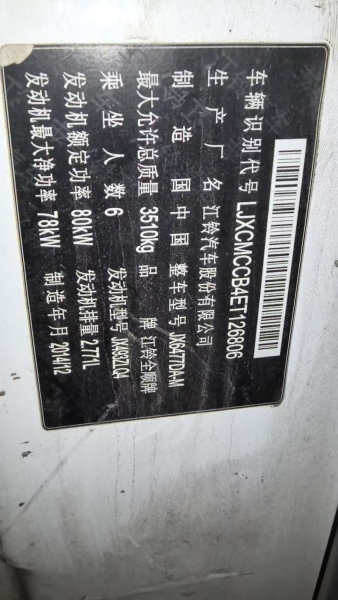 车辆识别代号 LJXCMCCB4ET126806
生产厂名 江铃汽车股份有限公司
制造国 中国 整车型号 JX6477DA-M
最大允许总质量 3510kg 品牌 江铃全顺牌
乘坐人数 6 发动机型号 JX493ZLQ4
发动机额定功率 80kW 发动机排量 2.771L
发动机最大净功率 78kW 制造年月 2014/12